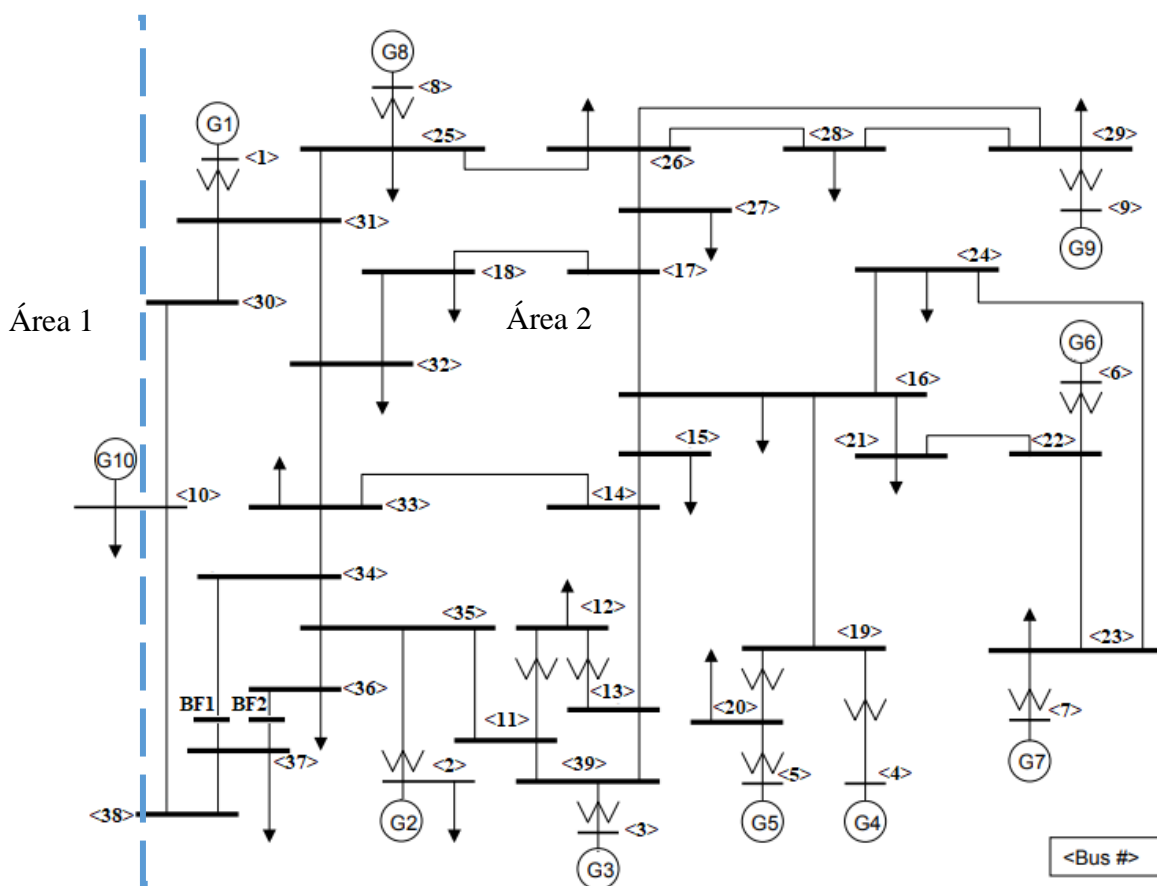 G8
<8>
G1
<25>
<28>
<29>
<1>
<26>
<31>
<27>
<9>
G9
<18>
<17>
<24>
Área 1
<30>
Área 2
G6
<32>
<16>
<6>
<15>
<21>
<22>
G10
<10>
<33>
<14>
<34>
<12>
<35>
<19>
<23>
<36>
BF1
BF2
<13>
<20>
<11>
<7>
<37>
<39>
<2>
<5>
<4>
G7
<38>
G2
<3>
G5
G4
G3
<Bus #>